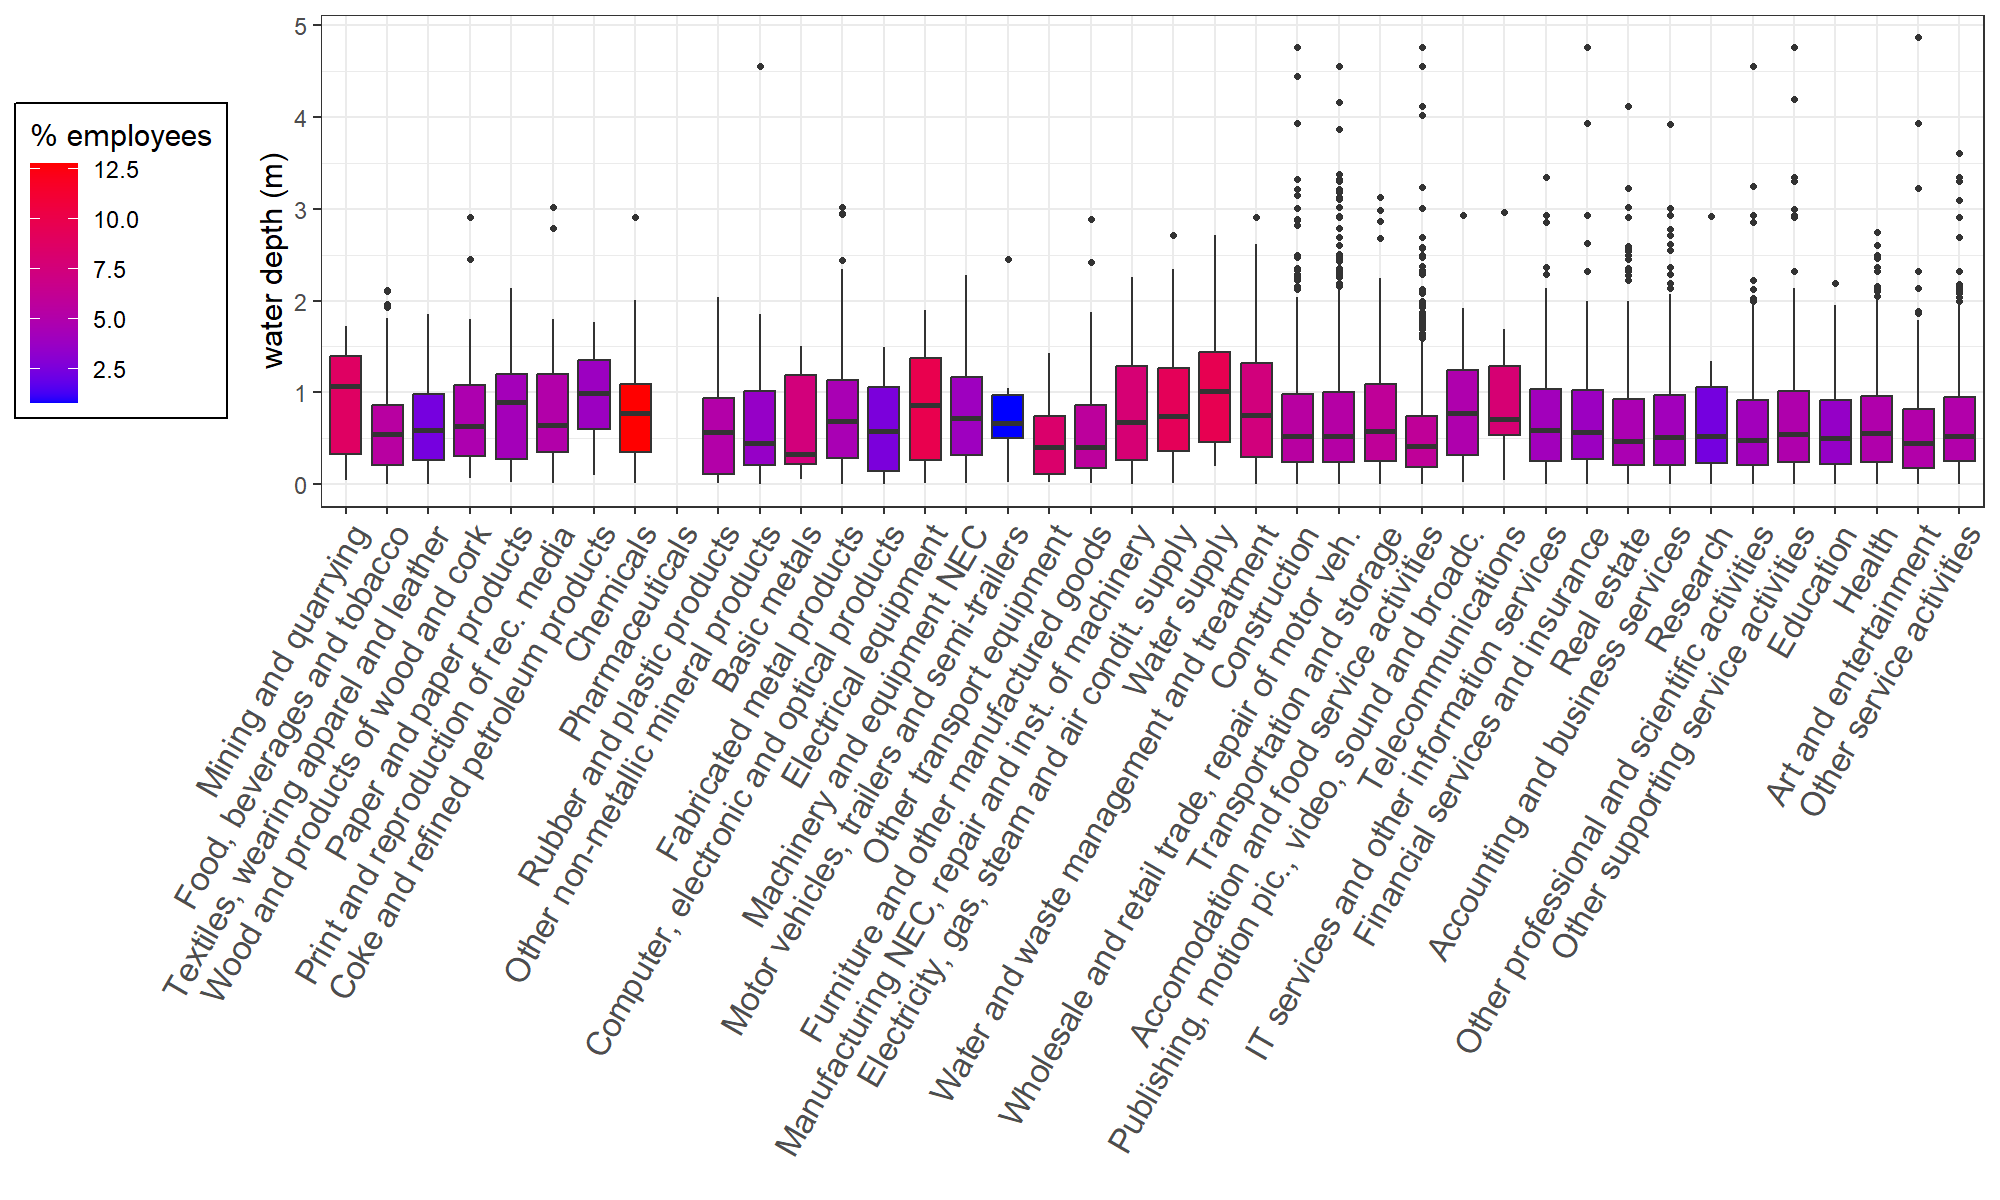 % employees
12.5
10.0
7.5
5.0
2.5
water depth (m)
5
4
3
2
1
0
Mining and quarrying
Food, beverages and tobacco
Textiles, wearing apparel and leather
Wood and products of wood and cork
Paper and paper products
Print and reproduction of rec. media
Coke and refined petroleum products
Chemicals
Pharmaceuticals
Rubber and plastic products
Other non-metallic mineral products
Basic metals
Fabricated metal products
Computer, electronic and optical products
Electrical equipment
Machinery and equipment NEC
Motor vehicles, trailers and semi-trailers
Other transport equipment
Furniture and other manufactured goods
Manufacturing NEC, repair and inst. of machinery
Electricity, gas, steam and air condit. supply
Water supply
Water and waste management and treatment
Construction
Wholesale and retail trade, repair of motor veh.
Transportation and storage
Accomodation and food service activities
Publishing, motion pic., video, sound and broadc.
Telecommunications
IT services and other information services
Financial services and insurance
Real estate
Accounting and business services
Research
Other professional and scientific activities
Other supporting service activities
Education
Health
Art and entertainment
Other service activities